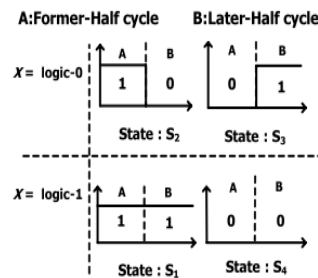 A:Former-Half cycle B:Later-Half cycle
A B A B
X = logic-0
1 0 0 1
State : S₂ State : S₃
X = logic-1
A B A B
1 1 0 0
State : S₁ State : S₄